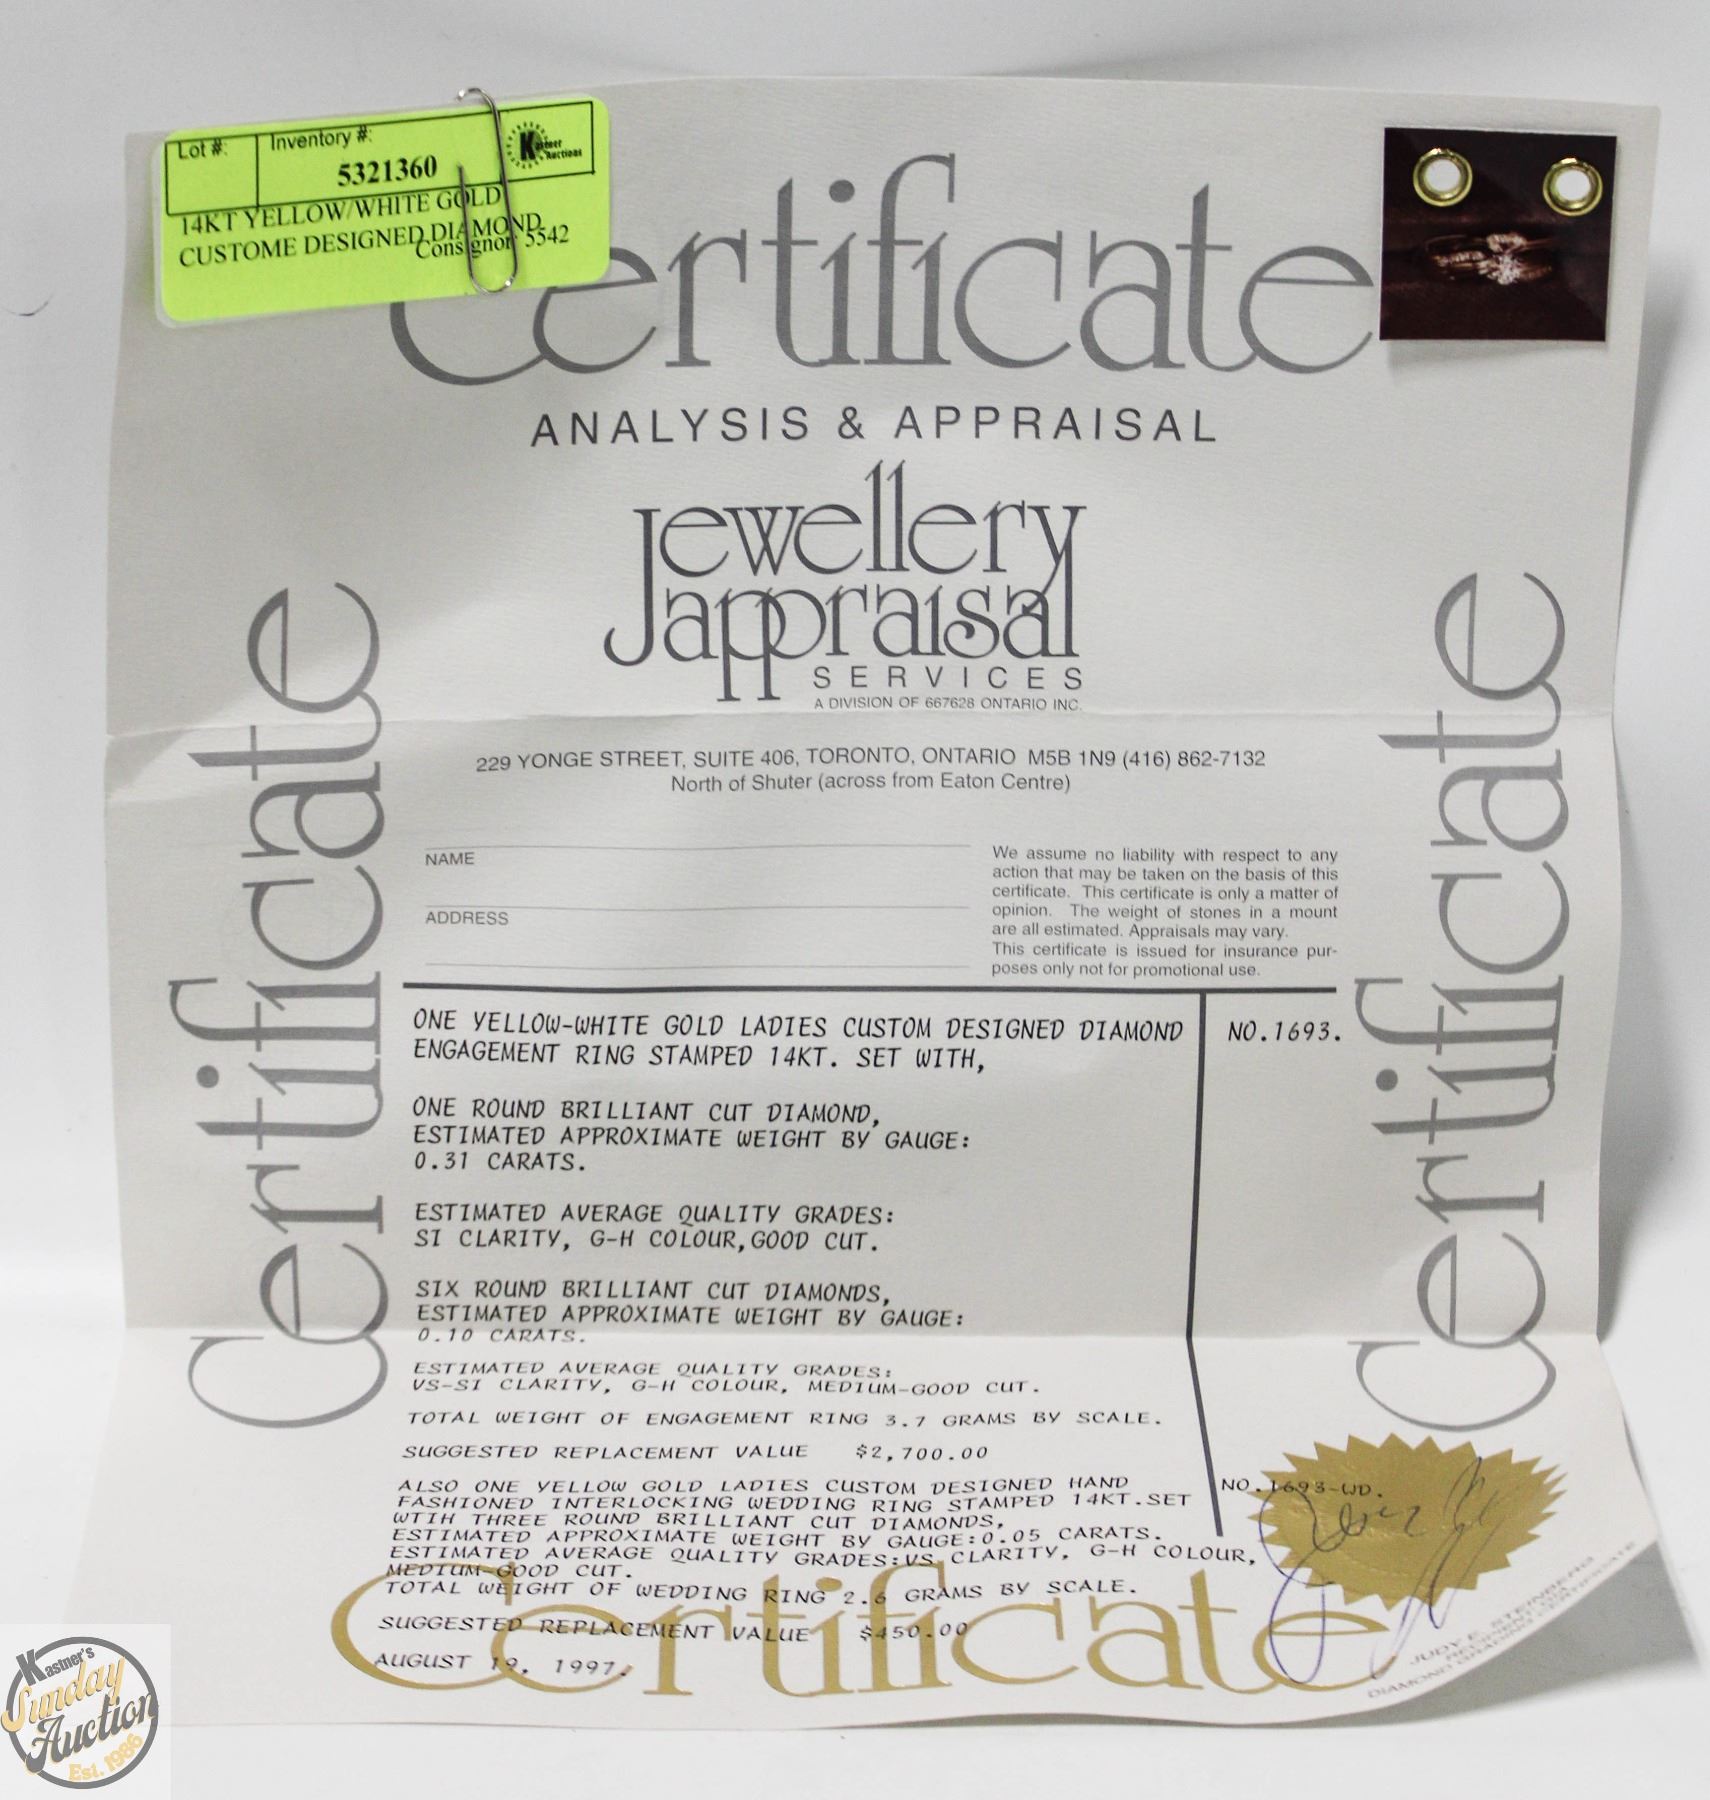 Lot #:
Inventory #:
Kastner Auctions
5321360
14KT YELLOW/WHITE GOLD
CUSTOME DESIGNED DIAMOND
Consignor 5542
Certificate
ANALYSIS & APPRAISAL
Jewellery
appraisal
SERVICES
A DIVISION OF 667628 ONTARIO INC.
229 YONGE STREET, SUITE 406, TORONTO, ONTARIO M5B 1N9 (416) 862-7132
North of Shuter (across from Eaton Centre)
NAME
ADDRESS
We assume no liability with respect to any
action that may be taken on the basis of this
certificate. This certificate is only a matter of
opinion. The weight of stones in a mount
are all estimated. Appraisals may vary.
This certificate is issued for insurance pur-
poses only not for promotional use.
Certificate
Certificate
ONE YELLOW-WHITE GOLD LADIES CUSTOM DESIGNED DIAMOND
ENGAGEMENT RING STAMPED 14KT. SET WITH,
NO.1693.
ONE ROUND BRILLIANT CUT DIAMOND,
ESTIMATED APPROXIMATE WEIGHT BY GAUGE:
0.31 CARATS.
ESTIMATED AVERAGE QUALITY GRADES:
SI CLARITY, G-H COLOUR,GOOD CUT.
SIX ROUND BRILLIANT CUT DIAMONDS,
ESTIMATED APPROXIMATE WEIGHT BY GAUGE:
0.10 CARATS.
ESTIMATED AVERAGE QUALITY GRADES:
VS-SI CLARITY, G-H COLOUR, MEDIUM-GOOD CUT.
TOTAL WEIGHT OF ENGAGEMENT RING 3.7 GRAMS BY SCALE.
SUGGESTED REPLACEMENT VALUE $2,700.00
ALSO ONE YELLOW GOLD LADIES CUSTOM DESIGNED HAND
FASHIONED INTERLOCKING WEDDING RING STAMPED 14KT.SET
WTIH THREE ROUND BRILLIANT CUT DIAMONDS,
ESTIMATED APPROXIMATE WEIGHT BY GAUGE:0.05 CARATS.
ESTIMATED AVERAGE QUALITY GRADES:VS CLARITY, G-H COLOUR,
MEDIUM-GOOD CUT.
TOTAL WEIGHT OF WEDDING RING 2.6 GRAMS BY SCALE.
NO.1693-WD.
SUGGESTED REPLACEMENT VALUE $450.00
AUGUST 19, 1997.
Certificate
JUDY E. STEINBERG
DIAMOND GRADING CERTIFICATE
Kastner's
Sunday
Auction
Est. 1986